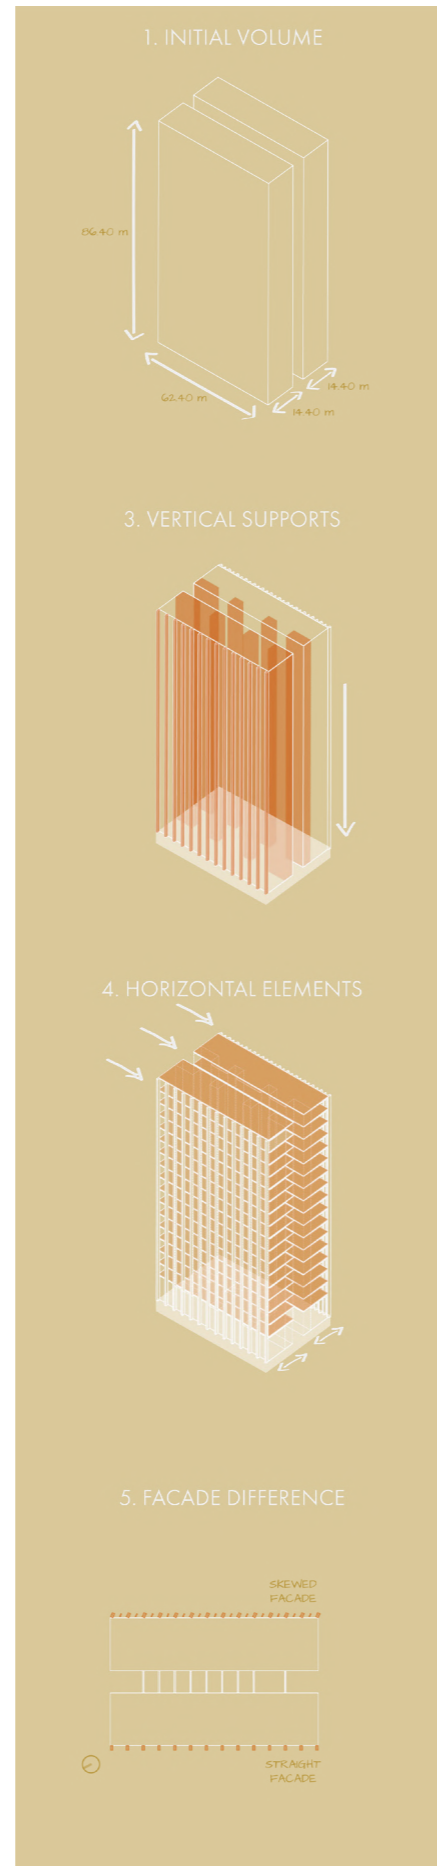 1. INITIAL VOLUME
86.40 m
62.40 m
14.40 m
14.40 m
3. VERTICAL SUPPORTS
4. HORIZONTAL ELEMENTS
5. FACADE DIFFERENCE
SKEWED
FACADE
STRAIGHT
FACADE